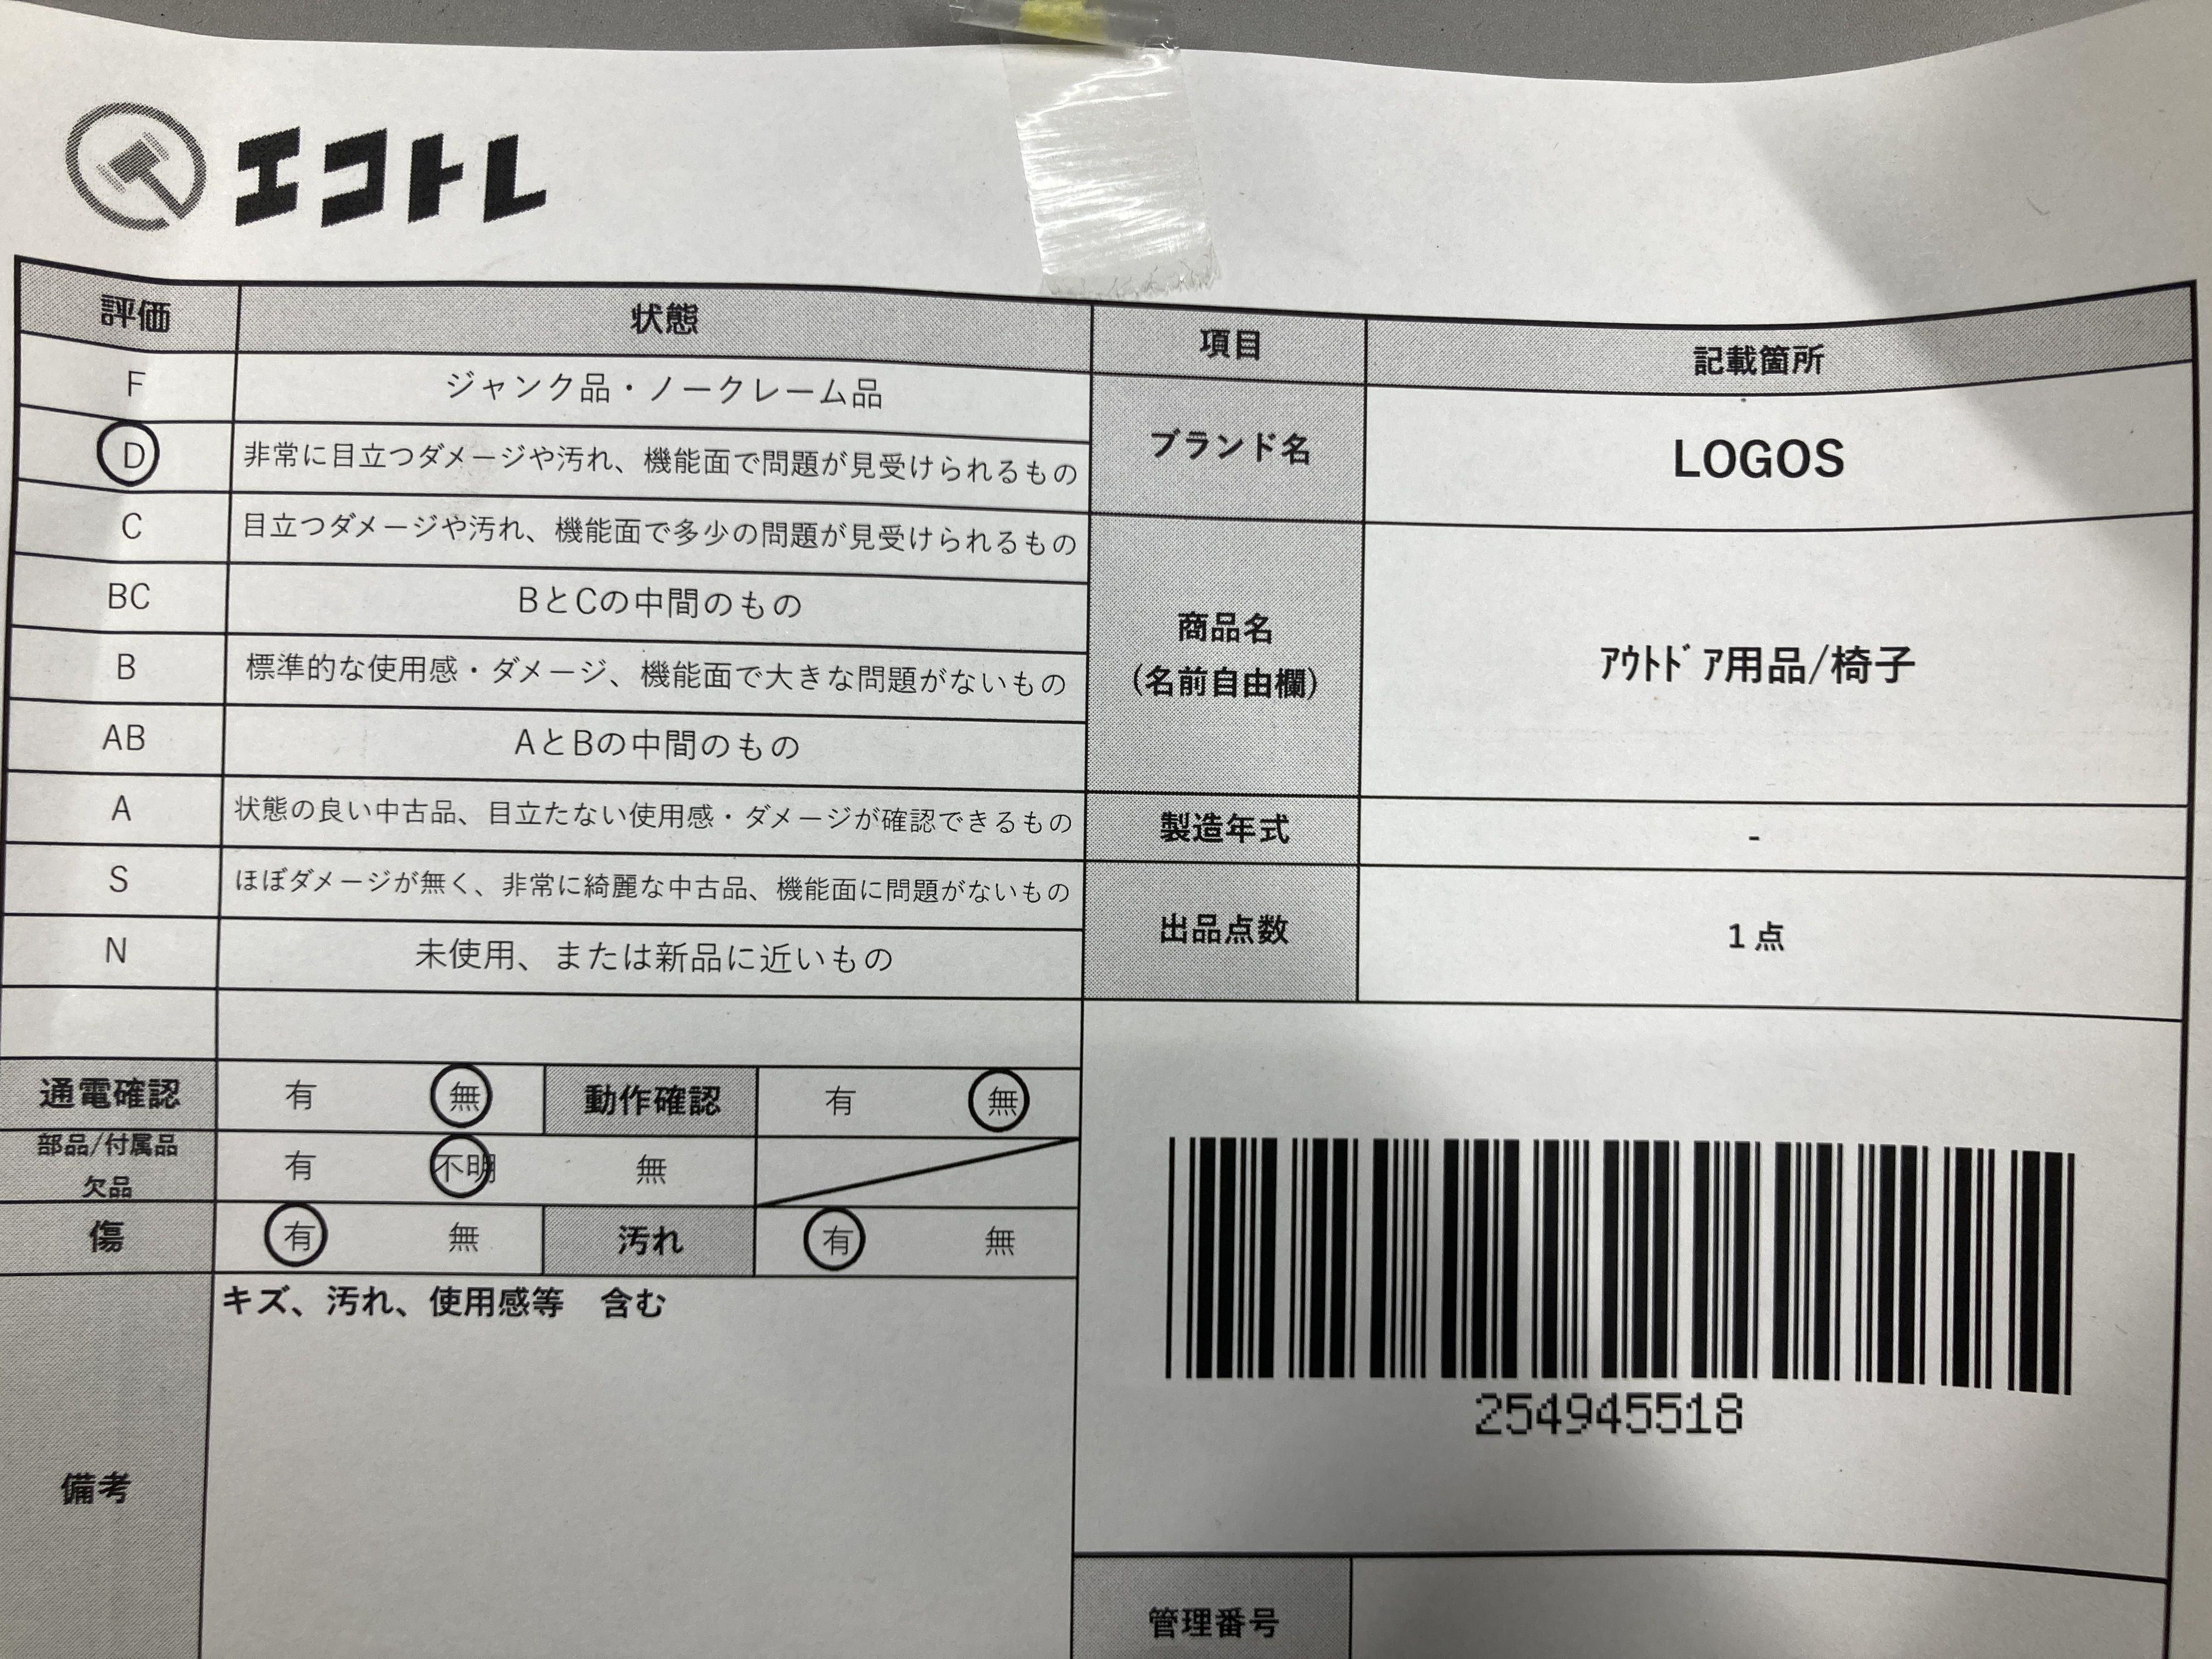 エコトレ
評価 状態 項目 記載箇所
F ジャンク品・ノークレーム品
D 非常に目立つダメージや汚れ、機能面で問題が見受けられるもの
ブランド名 LOGOS
C 目立つダメージや汚れ、機能面で多少の問題が見受けられるもの
BC BとCの中間のもの
B 標準的な使用感・ダメージ、機能面で大きな問題がないもの
商品名
(名前自由欄)
ｱｳﾄﾄﾞｱ用品/椅子
AB AとBの中間のもの
A 状態の良い中古品、目立たない使用感・ダメージが確認できるもの
製造年式 -
S ほぼダメージが無く、非常に綺麗な中古品、機能面に問題がないもの
出品点数 1点
N 未使用、または新品に近いもの
通電確認 有 無 動作確認 有 無
部品/付属品
欠品
有 不明 無
傷 有 無 汚れ 有 無
備考
キズ、汚れ、使用感等 含む
254945518
管理番号